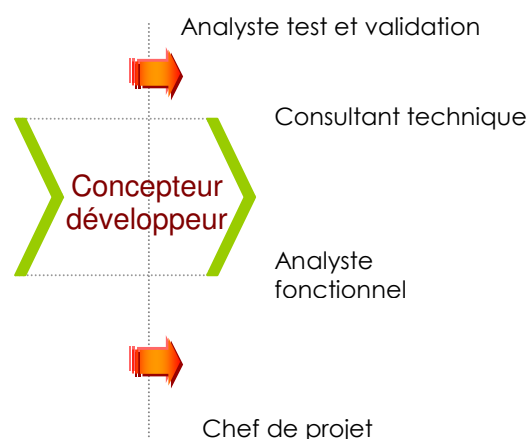 Analyste test et validation
Consultant technique
Concepteur
développeur
Analyste
fonctionnel
Chef de projet